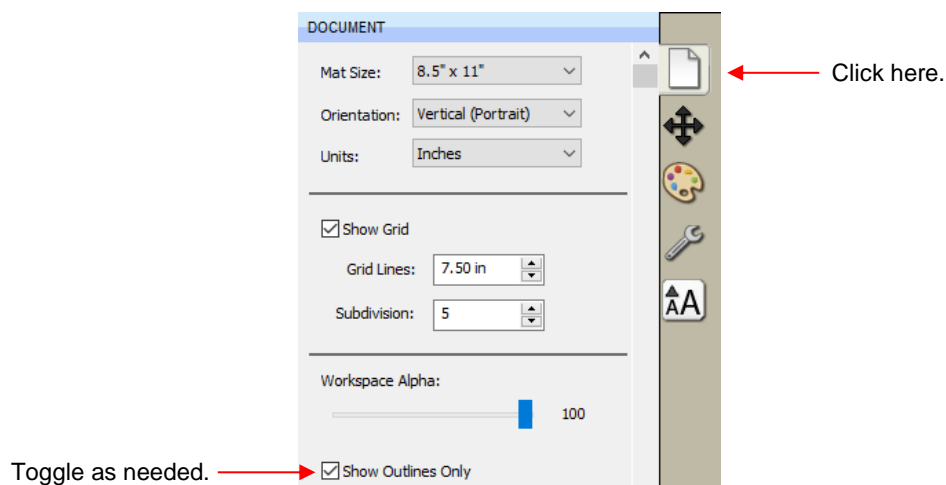 DOCUMENT
Mat Size: 8.5" x 11"
Click here.
Orientation: Vertical (Portrait)
Units: Inches
Show Grid
Grid Lines: 7.50 in
Subdivision: 5
AA
Workspace Alpha:
100
Toggle as needed.
Show Outlines Only